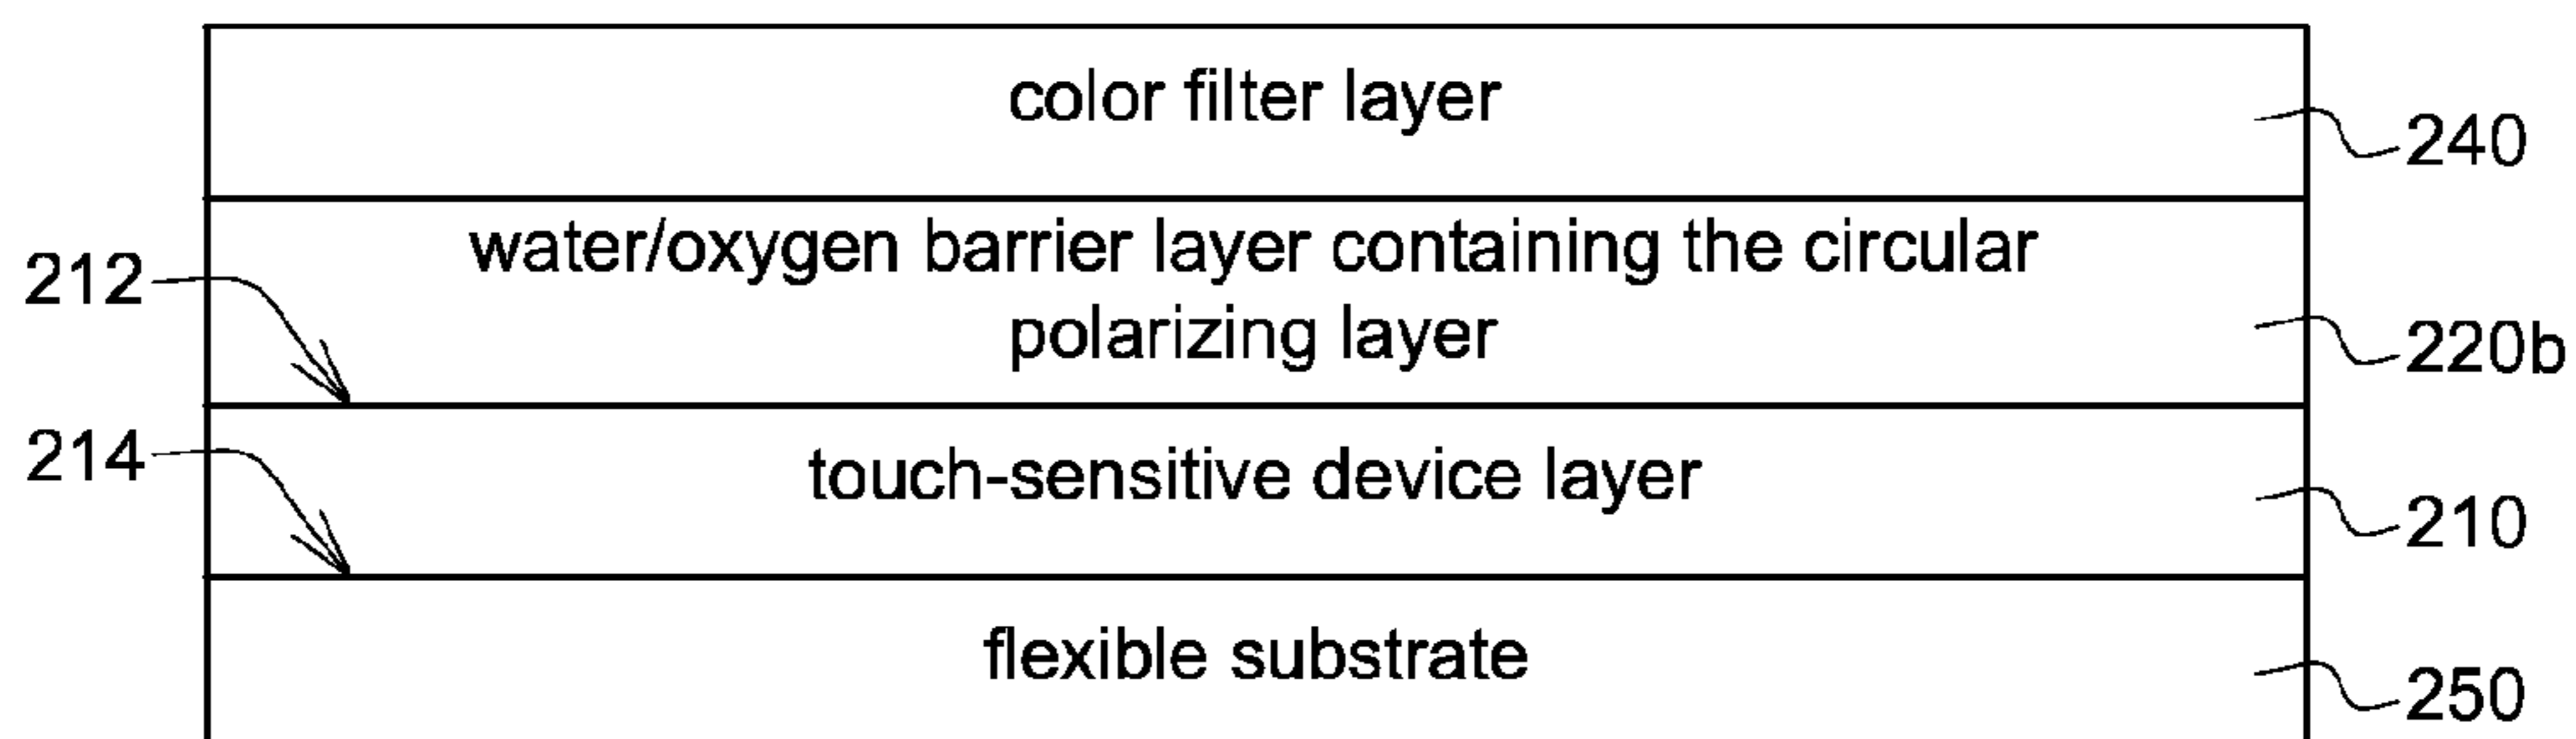 color filter layer
240
water/oxygen barrier layer containing the circular
polarizing layer
212
220b
214
touch-sensitive device layer
210
flexible substrate
250